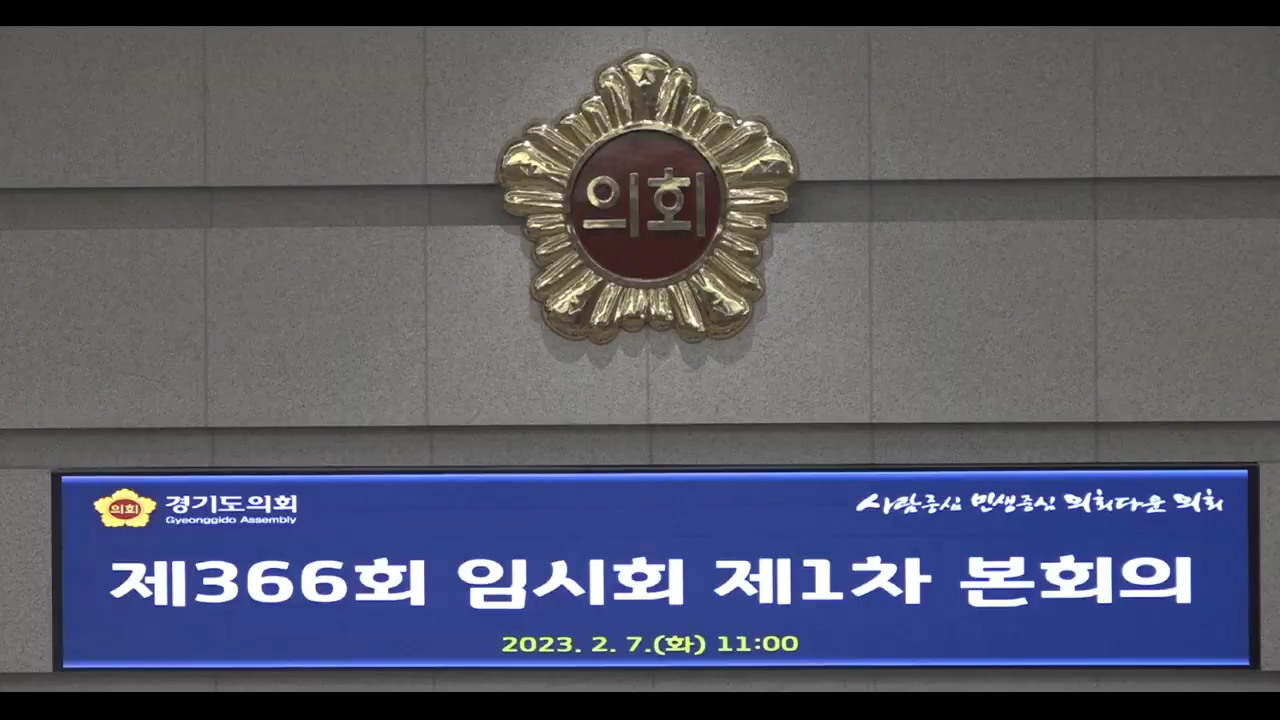 의회
의회
경기도의회
Gyeonggido Assembly
사람중심 민생중심 의회다운 의회
제366회 임시회 제1차 본회의
2023. 2. 7.(화) 11:00